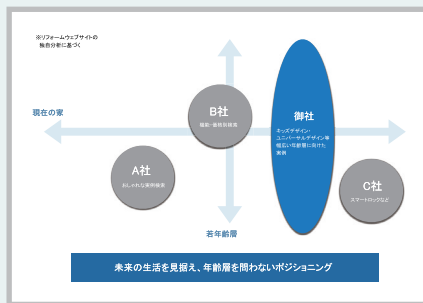 ※リフォームウェブサイトの
独自分析に基づく
現在の家
B社
機能・価格別検索
御社
キッズデザイン・
ユニバーサルデザイン等
幅広い年齢層に向けた
実例
A社
おしゃれな実例検索
C社
スマートロックなど
若年齢層
未来の生活を見据え、年齢層を問わないポジショニング